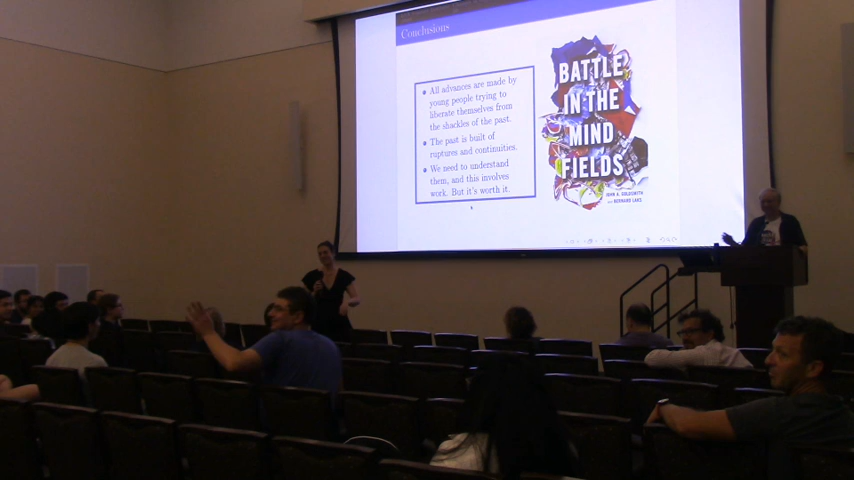 Conclusions
All advances are made by
young people trying to
liberate themselves from
the shackles of the past.
The past is built of
ruptures and continuities.
We need to understand
them, and this involves
work. But it's worth it.
BATTLE
IN THE
MIND
FIELDS
JOHN A. GOLDSMITH
BERNARD LAKS